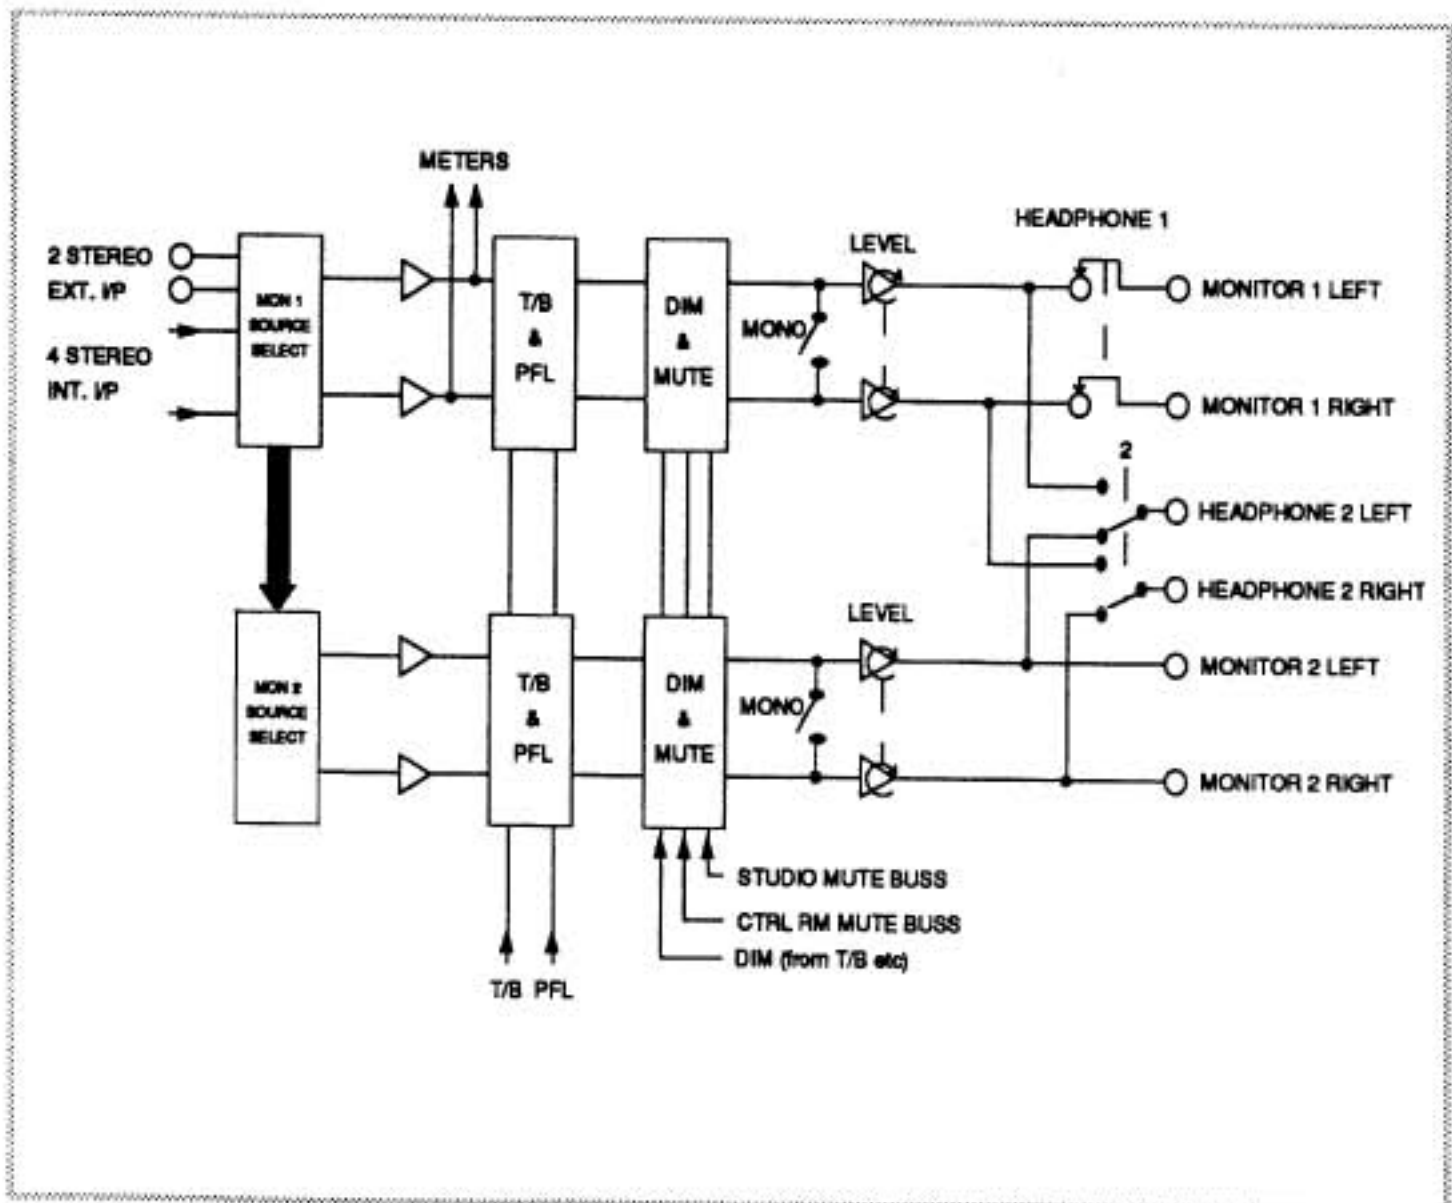 METERS
2 STEREO
EXT. I/P
4 STEREO
INT. I/P
MON 1
SOURCE
SELECT
T/B
&
PFL
DIM
&
MUTE
MONO
LEVEL
HEADPHONE 1
MONITOR 1 LEFT
MONITOR 1 RIGHT
2
HEADPHONE 2 LEFT
HEADPHONE 2 RIGHT
MON 2
SOURCE
SELECT
T/B
&
PFL
DIM
&
MUTE
MONO
LEVEL
MONITOR 2 LEFT
MONITOR 2 RIGHT
STUDIO MUTE BUSS
CTRL RM MUTE BUSS
DIM (from T/B etc)
T/B PFL